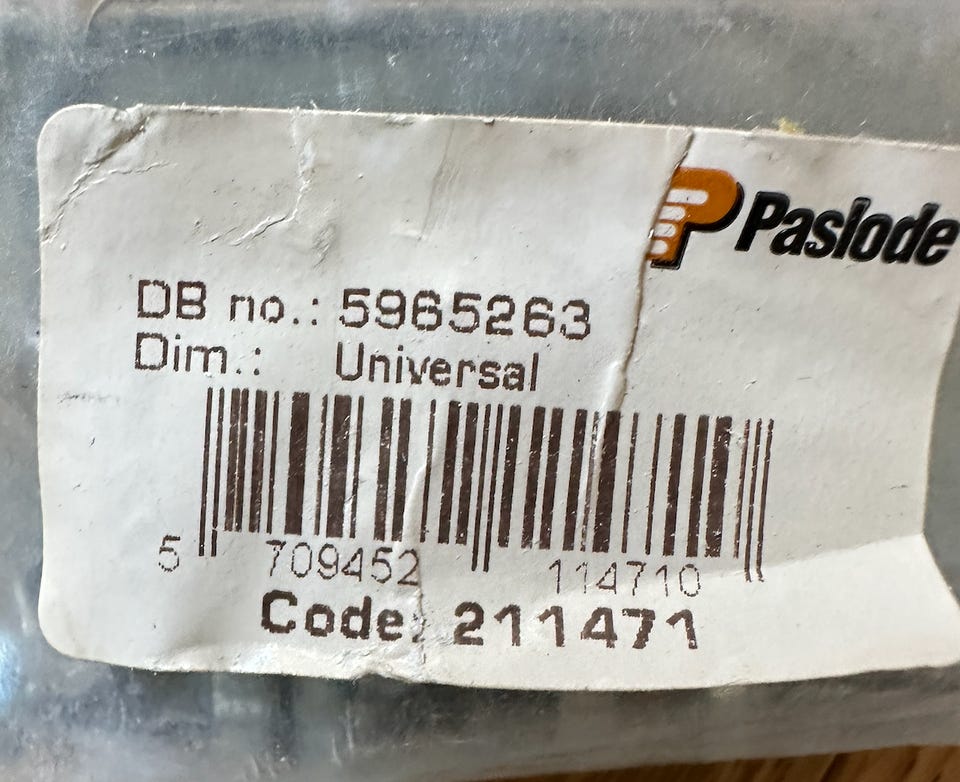 Paslode
DB no.: 5965263
Dim.: Universal
5 709452 114710
Code: 211471